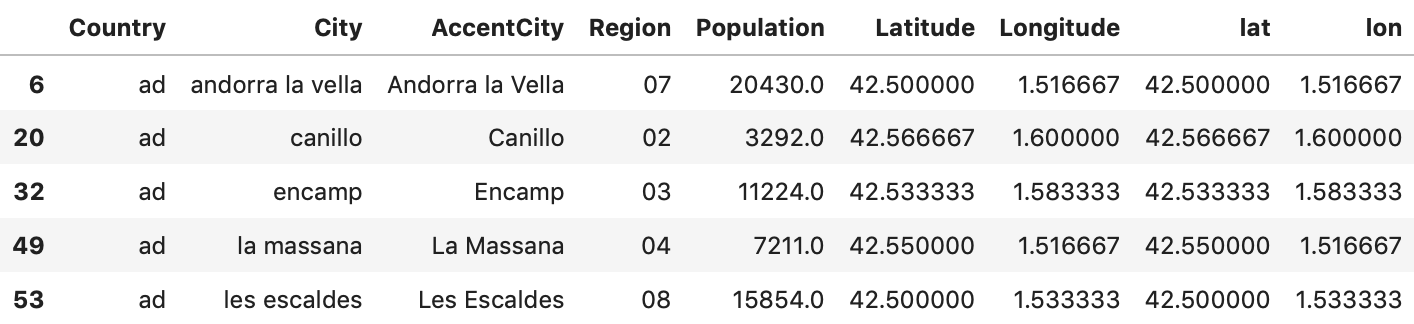 Country City AccentCity Region Population Latitude Longitude lat lon
6 ad andorra la vella Andorra la Vella 07 20430.0 42.500000 1.516667 42.500000 1.516667
20 ad canillo Canillo 02 3292.0 42.566667 1.600000 42.566667 1.600000
32 ad encamp Encamp 03 11224.0 42.533333 1.583333 42.533333 1.583333
49 ad la massana La Massana 04 7211.0 42.550000 1.516667 42.550000 1.516667
53 ad les escaldes Les Escaldes 08 15854.0 42.500000 1.533333 42.500000 1.533333